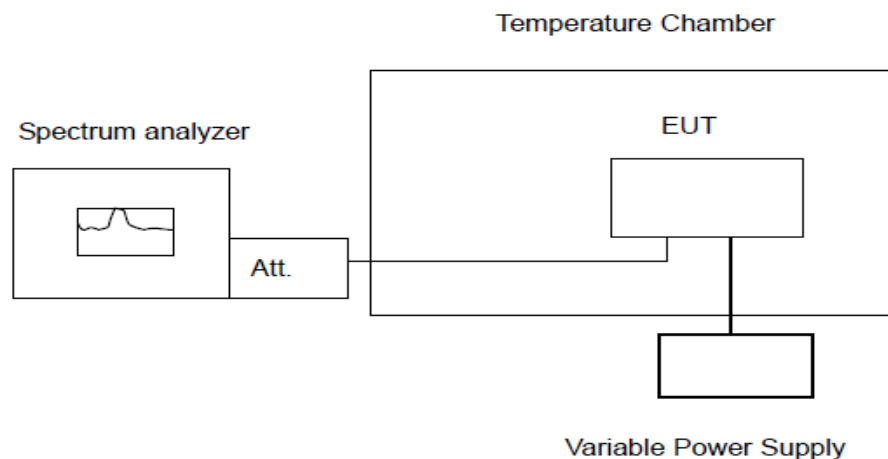 Temperature Chamber
Spectrum analyzer
EUT
Att.
Variable Power Supply